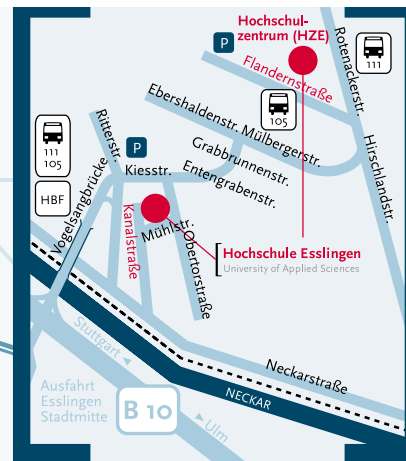 Hochschul-
zentrum (HZE)
P
Flandernstraße
Rotenackerstr.
111
105
Ebershaldenstr.
Mülbergerstr.
Hirschlandstr.
Grabbrunnenstr.
Entengrabenstr.
Ritterstr.
P
Kiesstr.
111
105
HBF
Vogelsangbrücke
Kanalstraße
Mühlstr.
Obertorstraße
Hochschule Esslingen
University of Applied Sciences
Stuttgart
Neckarstraße
NECKAR
Ausfahrt
Esslingen
Stadtmitte
B 10
Ulm